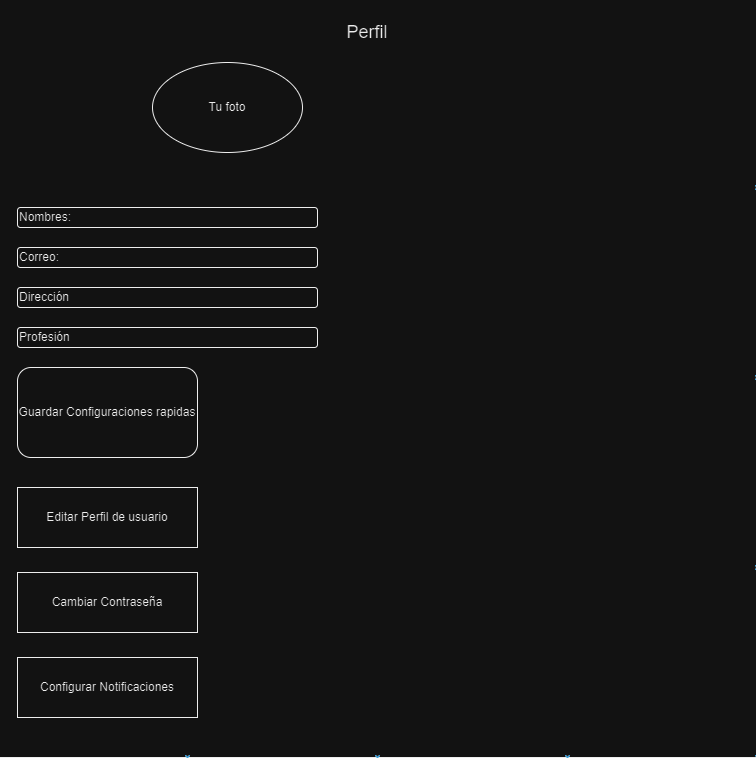 Perfil
Tu foto
Nombres:
Correo:
Dirección
Profesión
Guardar Configuraciones rapidas
Editar Perfil de usuario
Cambiar Contraseña
Configurar Notificaciones